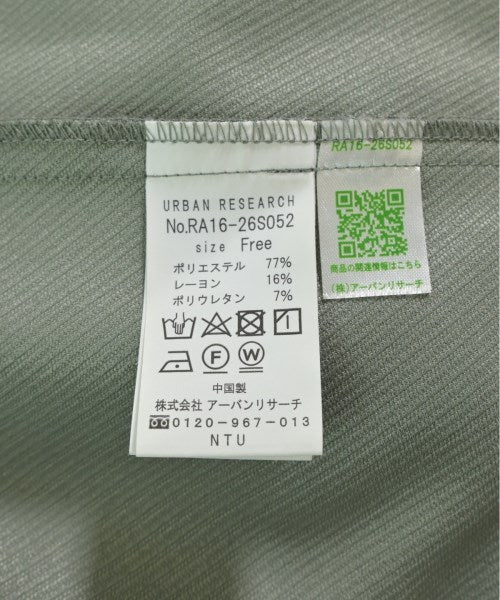 URBAN RESEARCH
No.RA16-26S052
size Free
ポリエステル 77%
レーヨン 16%
ポリウレタン 7%
F W
中国製
株式会社 アーバンリサーチ
0120-967-013
NTU
RA16-26S052
商品の関連情報はこちら
(株)アーバンリサーチ